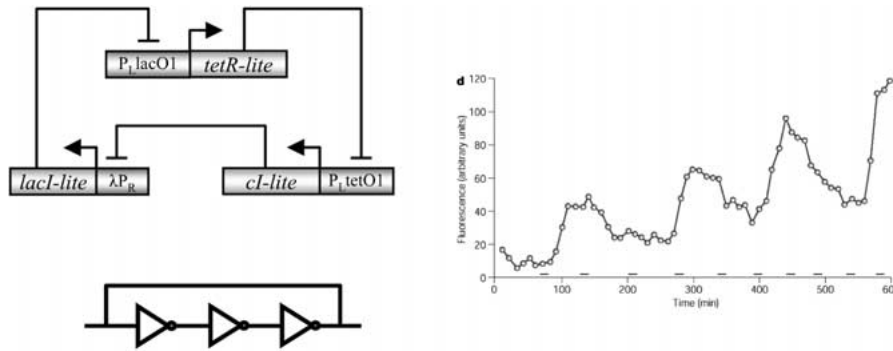 PLlacO1 tetR-lite
lacI-lite λPR
cI-lite PLtetO1
d
Fluorescence (arbitrary units)
120
100
80
60
40
20
0
0 100 200 300 400 500 60
Time (min)